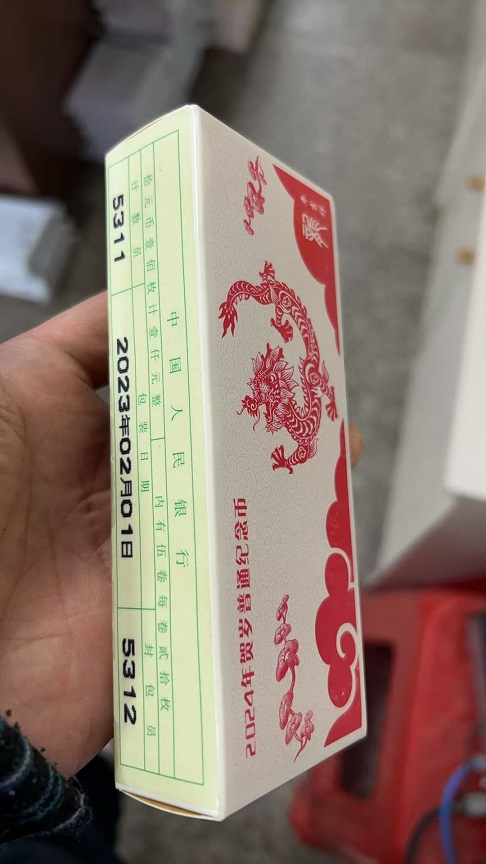 中国人民银行
拾元币壹佰枚计壹仟元整
内有伍卷每卷贰拾枚
计数员
5311
包装日期
2023年02月01日
封包员
5312
2024年贺岁普通纪念币